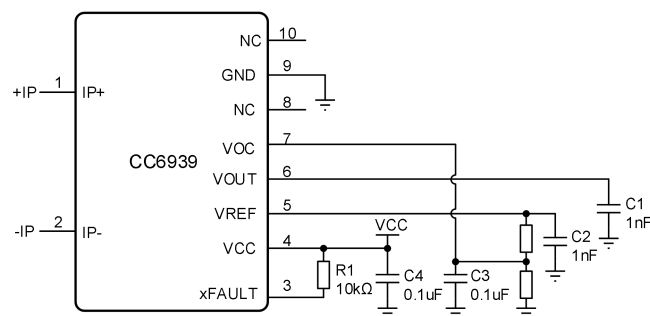 NC 10
GND 9
+IP 1 IP+
NC 8
VOC 7
CC6939
VOUT 6
C1
1nF
VREF 5
-IP 2 IP-
VCC
C2
1nF
VCC 4
R1
10kΩ
C4
0.1uF
C3
0.1uF
xFAULT 3